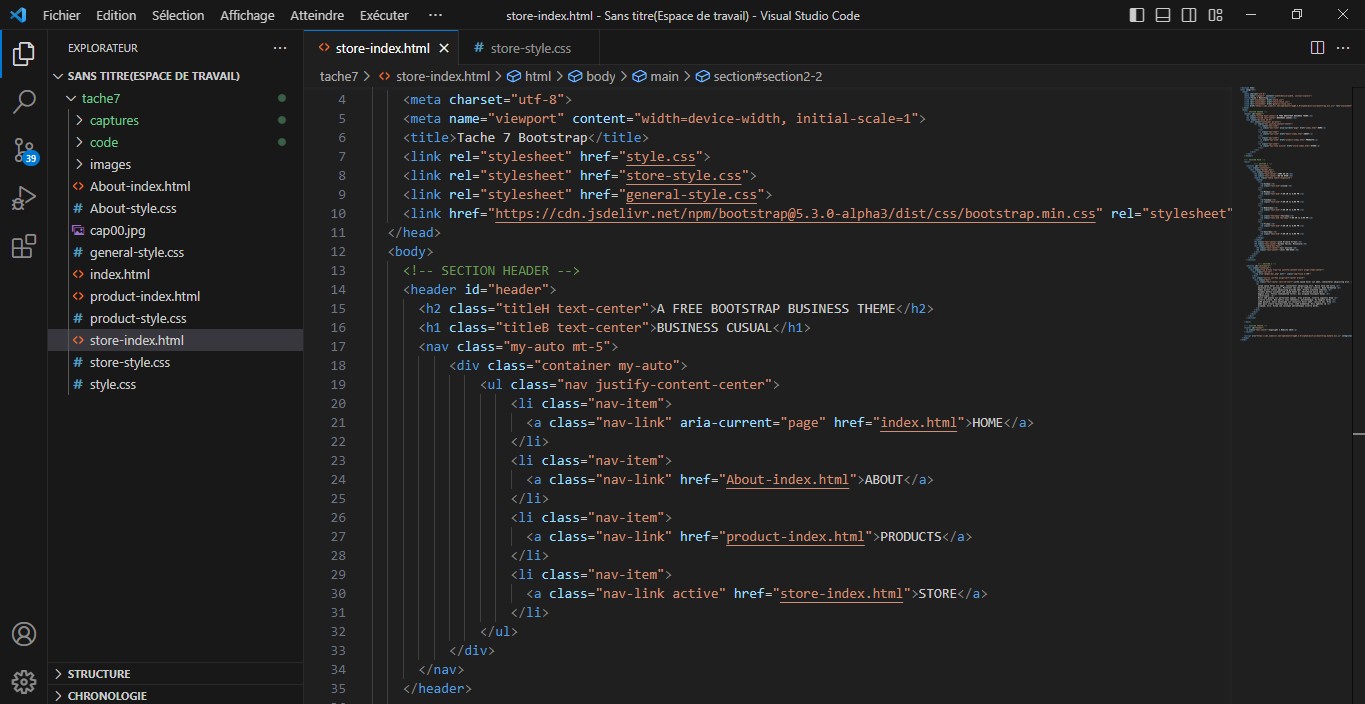 Fichier Edition Sélection Affichage Atteindre Exécuter ··· store-index.html - Sans titre(Espace de travail) - Visual Studio Code
EXPLORATEUR ···
SANS TITRE(ESPACE DE TRAVAIL)
tache7
captures
code
images
About-index.html
# About-style.css
cap00.jpg
# general-style.css
index.html
product-index.html
# product-style.css
store-index.html
# store-style.css
# style.css
STRUCTURE
CHRONOLOGIE
39
store-index.html
# store-style.css
tache7 > store-index.html > html > body > main > section#section2-2
4 <meta charset="utf-8">
5 <meta name="viewport" content="width=device-width, initial-scale=1">
6 <title>Tache 7 Bootstrap</title>
7 <link rel="stylesheet" href="style.css">
8 <link rel="stylesheet" href="store-style.css">
9 <link rel="stylesheet" href="general-style.css">
10 <link href="https://cdn.jsdelivr.net/npm/bootstrap@5.3.0-alpha3/dist/css/bootstrap.min.css" rel="stylesheet"
11 </head>
12 <body>
13 <!-- SECTION HEADER -->
14 <header id="header">
15 <h2 class="titleH text-center">A FREE BOOTSTRAP BUSINESS THEME</h2>
16 <h1 class="titleB text-center">BUSINESS CUSUAL</h1>
17 <nav class="my-auto mt-5">
18 <div class="container my-auto">
19 <ul class="nav justify-content-center">
20 <li class="nav-item">
21 <a class="nav-link" aria-current="page" href="index.html">HOME</a>
22 </li>
23 <li class="nav-item">
24 <a class="nav-link" href="About-index.html">ABOUT</a>
25 </li>
26 <li class="nav-item">
27 <a class="nav-link" href="product-index.html">PRODUCTS</a>
28 </li>
29 <li class="nav-item">
30 <a class="nav-link active" href="store-index.html">STORE</a>
31 </li>
32 </ul>
33 </div>
34 </nav>
35 </header>